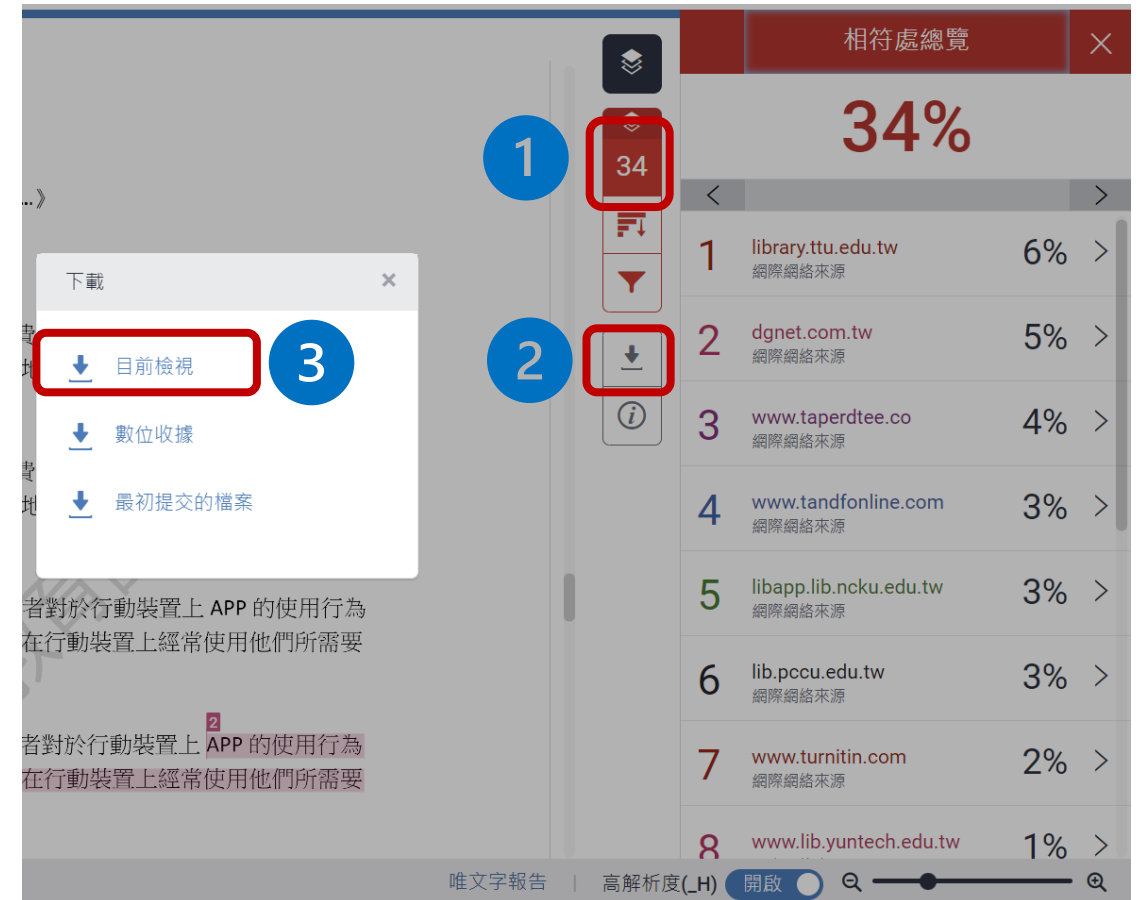 相符處總覽
34%
1 library.ttu.edu.tw 6%
網際網絡來源
2 dgnet.com.tw 5%
網際網絡來源
3 www.taperdtee.co 4%
網際網絡來源
4 www.tandfonline.com 3%
網際網絡來源
5 libapp.lib.ncku.edu.tw 3%
網際網絡來源
6 lib.pccu.edu.tw 3%
網際網絡來源
7 www.turnitin.com 2%
網際網絡來源
8 www.lib.yuntech.edu.tw 1%
1
34
2
...》
下載
目前檢視
3
數位收據
最初提交的檔案
費
地
費
地
者對於行動裝置上 APP 的使用行為
在行動裝置上經常使用他們所需要
2
者對於行動裝置上 APP 的使用行為
在行動裝置上經常使用他們所需要
唯文字報告 | 高解析度(_H) 開啟